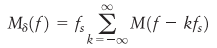 M_δ(f) = f_s ∑_{k=−∞}^{∞} M(f − kf_s)